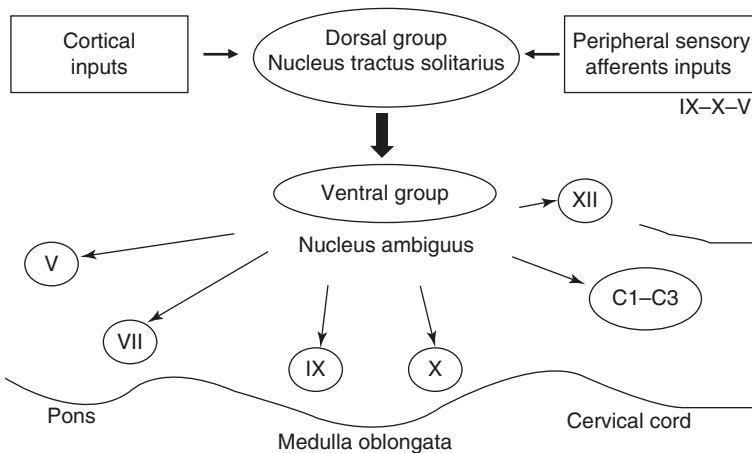 Cortical
inputs
Dorsal group
Nucleus tractus solitarius
Peripheral sensory
afferents inputs
IX–X–V
Ventral group
XII
Nucleus ambiguus
V
C1–C3
VII
IX
X
Pons
Medulla oblongata
Cervical cord